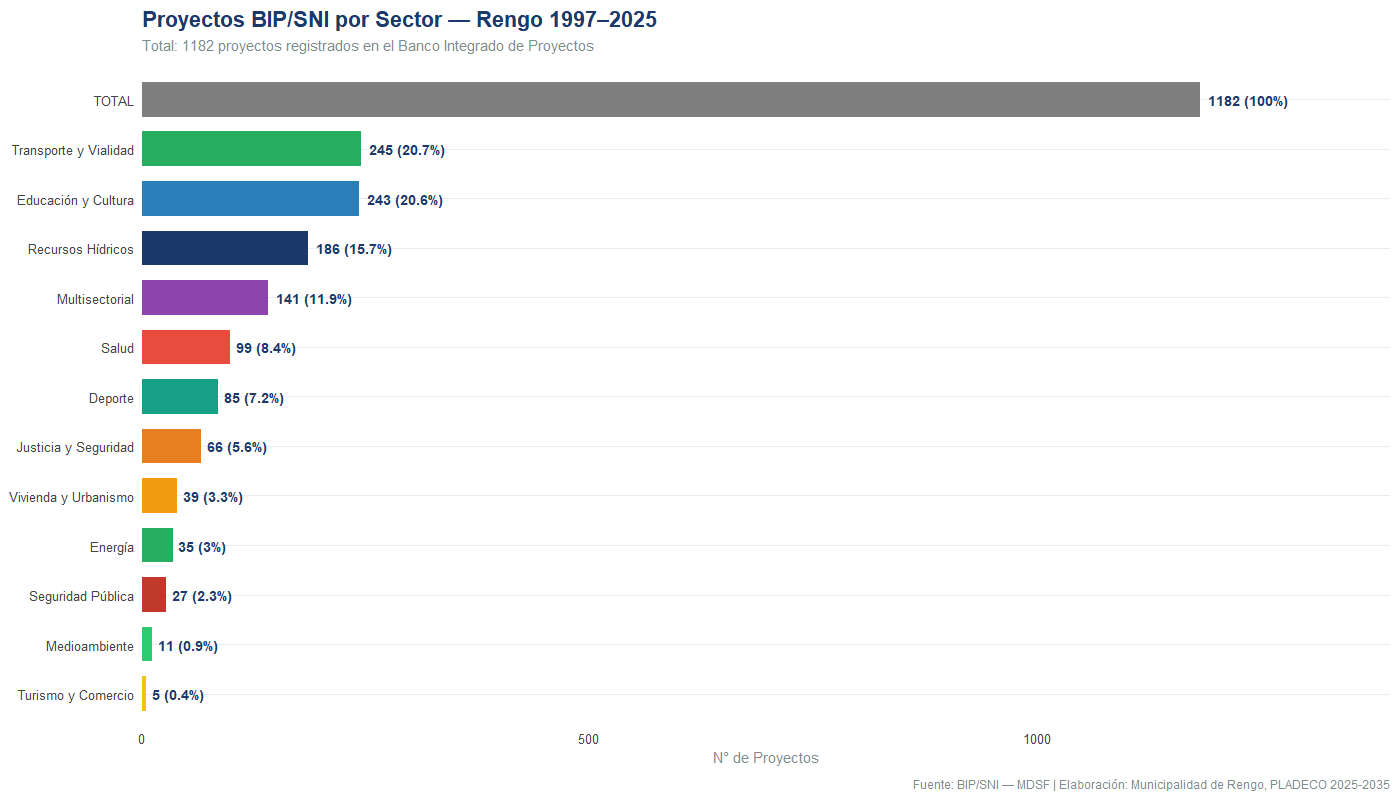 Proyectos BIP/SNI por Sector — Rengo 1997–2025
Total: 1182 proyectos registrados en el Banco Integrado de Proyectos
TOTAL 1182 (100%)
Transporte y Vialidad 245 (20.7%)
Educación y Cultura 243 (20.6%)
Recursos Hídricos 186 (15.7%)
Multisectorial 141 (11.9%)
Salud 99 (8.4%)
Deporte 85 (7.2%)
Justicia y Seguridad 66 (5.6%)
Vivienda y Urbanismo 39 (3.3%)
Energía 35 (3%)
Seguridad Pública 27 (2.3%)
Medioambiente 11 (0.9%)
Turismo y Comercio 5 (0.4%)
0 500 1000
N° de Proyectos
Fuente: BIP/SNI — MDSF | Elaboración: Municipalidad de Rengo, PLADECO 2025-2035